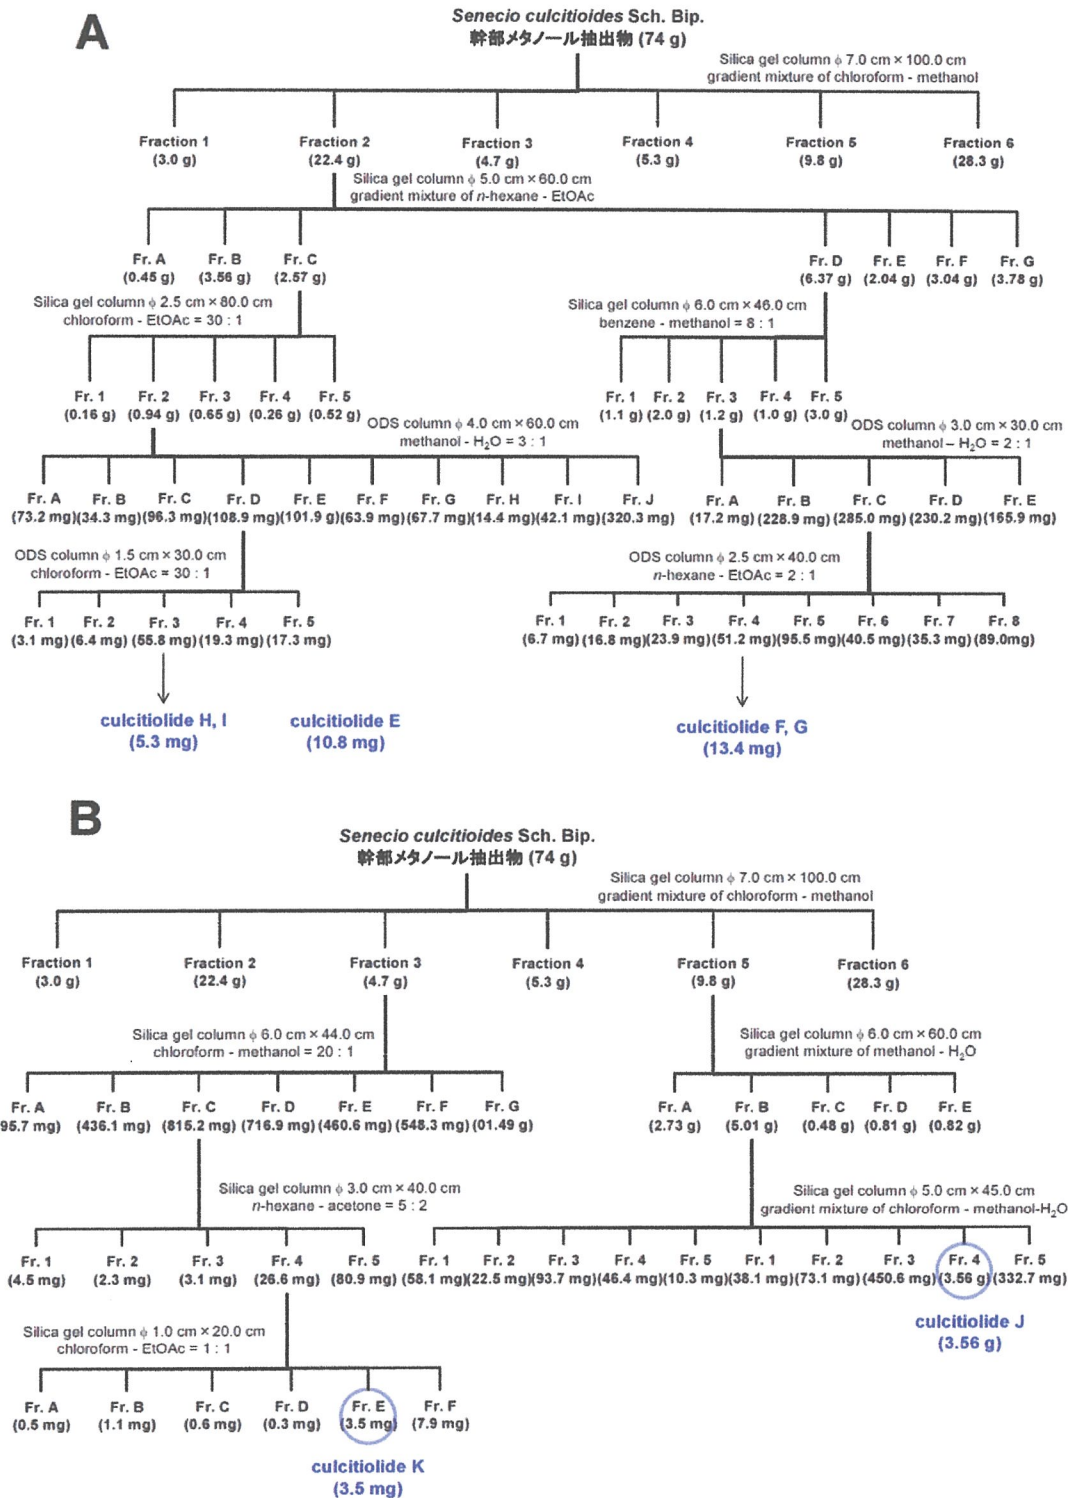 A
Senecio culcitioides Sch. Bip.
幹部メタノール抽出物 (74 g)
Silica gel column ϕ 7.0 cm × 100.0 cm
gradient mixture of chloroform - methanol
Fraction 1 Fraction 2 Fraction 3 Fraction 4 Fraction 5 Fraction 6
(3.0 g) (22.4 g) (4.7 g) (5.3 g) (9.8 g) (28.3 g)
Silica gel column ϕ 5.0 cm × 60.0 cm
gradient mixture of n-hexane - EtOAc
Fr. A Fr. B Fr. C Fr. D Fr. E Fr. F Fr. G
(0.45 g) (3.56 g) (2.57 g) (6.37 g) (2.04 g) (3.04 g) (3.78 g)
Silica gel column ϕ 2.5 cm × 80.0 cm
chloroform - EtOAc = 30 : 1
Silica gel column ϕ 6.0 cm × 46.0 cm
benzene - methanol = 8 : 1
Fr. 1 Fr. 2 Fr. 3 Fr. 4 Fr. 5 Fr. 1 Fr. 2 Fr. 3 Fr. 4 Fr. 5
(0.16 g) (0.94 g) (0.65 g) (0.26 g) (0.52 g) (1.1 g) (2.0 g) (1.2 g) (1.0 g) (3.0 g)
ODS column ϕ 4.0 cm × 60.0 cm
methanol - H₂O = 3 : 1
ODS column ϕ 3.0 cm × 30.0 cm
methanol – H₂O = 2 : 1
Fr. A Fr. B Fr. C Fr. D Fr. E Fr. F Fr. G Fr. H Fr. I Fr. J Fr. A Fr. B Fr. C Fr. D Fr. E
(73.2 mg) (34.3 mg) (96.3 mg) (108.9 mg) (101.9 g) (63.9 mg) (67.7 mg) (14.4 mg) (42.1 mg) (320.3 mg) (17.2 mg) (228.9 mg) (285.0 mg) (230.2 mg) (165.9 mg)
ODS column ϕ 1.5 cm × 30.0 cm
chloroform - EtOAc = 30 : 1
ODS column ϕ 2.5 cm × 40.0 cm
n-hexane - EtOAc = 2 : 1
Fr. 1 Fr. 2 Fr. 3 Fr. 4 Fr. 5 Fr. 1 Fr. 2 Fr. 3 Fr. 4 Fr. 5 Fr. 6 Fr. 7 Fr. 8
(3.1 mg) (6.4 mg) (55.8 mg) (19.3 mg) (17.3 mg) (6.7 mg) (16.8 mg) (23.9 mg) (51.2 mg) (95.5 mg) (40.5 mg) (35.3 mg) (89.0mg)
culcitiolide H, I culcitiolide E culcitiolide F, G
(5.3 mg) (10.8 mg) (13.4 mg)
B
Senecio culcitioides Sch. Bip.
幹部メタノール抽出物 (74 g)
Silica gel column ϕ 7.0 cm × 100.0 cm
gradient mixture of chloroform - methanol
Fraction 1 Fraction 2 Fraction 3 Fraction 4 Fraction 5 Fraction 6
(3.0 g) (22.4 g) (4.7 g) (5.3 g) (9.8 g) (28.3 g)
Silica gel column ϕ 6.0 cm × 44.0 cm
chloroform - methanol = 20 : 1
Silica gel column ϕ 6.0 cm × 60.0 cm
gradient mixture of methanol - H₂O
Fr. A Fr. B Fr. C Fr. D Fr. E Fr. F Fr. G Fr. A Fr. B Fr. C Fr. D Fr. E
95.7 mg) (436.1 mg) (815.2 mg) (716.9 mg) (460.6 mg) (548.3 mg) (01.49 g) (2.73 g) (5.01 g) (0.48 g) (0.81 g) (0.82 g)
Silica gel column ϕ 3.0 cm × 40.0 cm
n-hexane - acetone = 5 : 2
Silica gel column ϕ 5.0 cm × 45.0 cm
gradient mixture of chloroform - methanol-H₂O
Fr. 1 Fr. 2 Fr. 3 Fr. 4 Fr. 5 Fr. 1 Fr. 2 Fr. 3 Fr. 4 Fr. 5 Fr. 1 Fr. 2 Fr. 3 Fr. 4 Fr. 5
(4.5 mg) (2.3 mg) (3.1 mg) (26.6 mg) (80.9 mg) (58.1 mg) (22.5 mg) (93.7 mg) (46.4 mg) (10.3 mg) (38.1 mg) (73.1 mg) (450.6 mg) (3.56 g) (332.7 mg)
culcitiolide J
(3.56 g)
Silica gel column ϕ 1.0 cm × 20.0 cm
chloroform - EtOAc = 1 : 1
Fr. A Fr. B Fr. C Fr. D Fr. E Fr. F
(0.5 mg) (1.1 mg) (0.6 mg) (0.3 mg) (3.5 mg) (7.9 mg)
culcitiolide K
(3.5 mg)